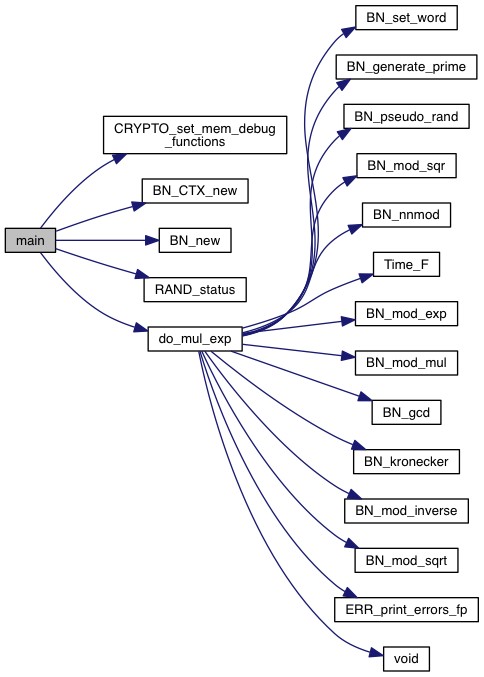 main
CRYPTO_set_mem_debug
_functions
BN_CTX_new
BN_new
RAND_status
do_mul_exp
BN_set_word
BN_generate_prime
BN_pseudo_rand
BN_mod_sqr
BN_nnmod
Time_F
BN_mod_exp
BN_mod_mul
BN_gcd
BN_kronecker
BN_mod_inverse
BN_mod_sqrt
ERR_print_errors_fp
void